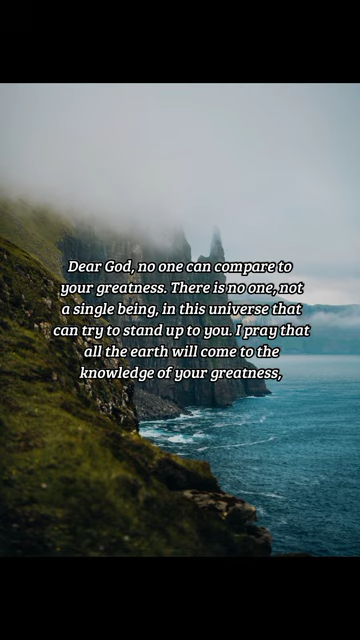 Dear God, no one can compare to
your greatness. There is no one, not
a single being, in this universe that
can try to stand up to you. I pray that
all the earth will come to the
knowledge of your greatness,